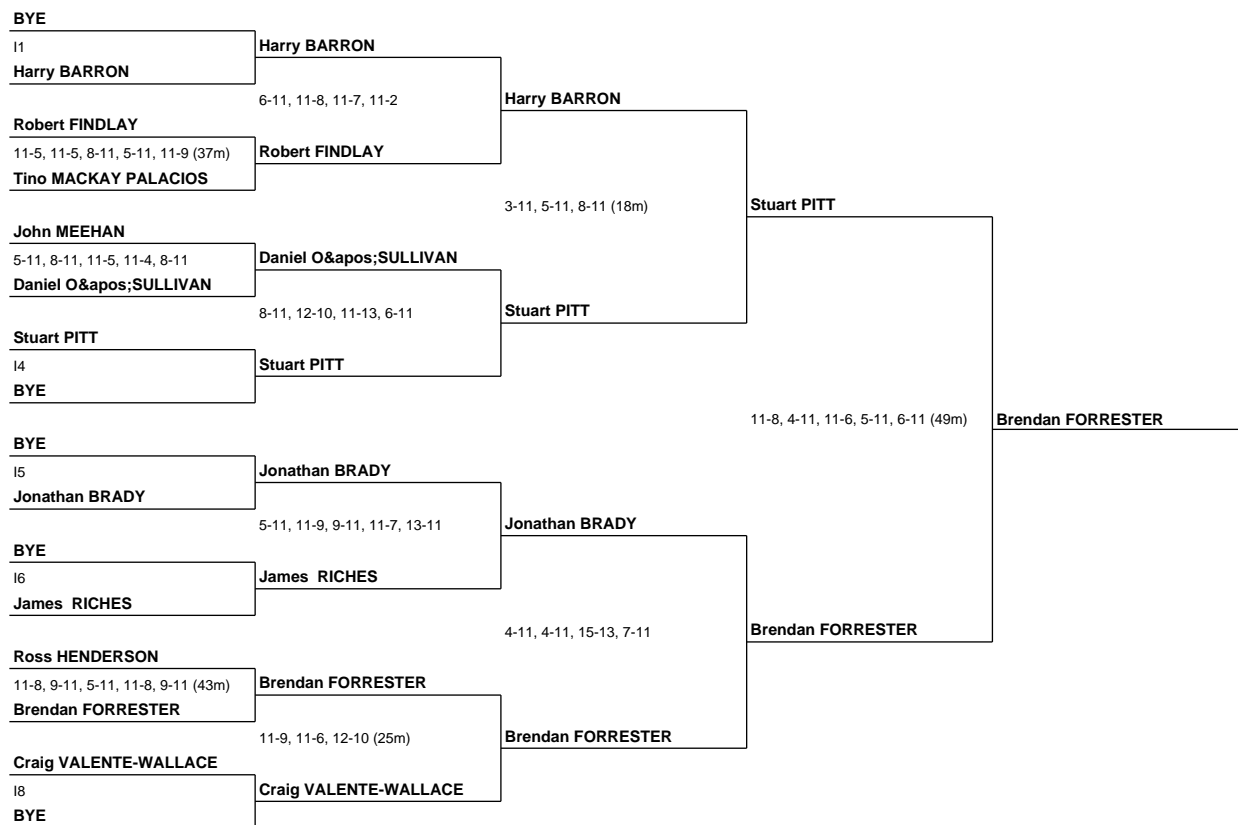 BYE
I1
Harry BARRON
Harry BARRON
6-11, 11-8, 11-7, 11-2
Harry BARRON
Robert FINDLAY
11-5, 11-5, 8-11, 5-11, 11-9 (37m)
Robert FINDLAY
Tino MACKAY PALACIOS
3-11, 5-11, 8-11 (18m)
Stuart PITT
John MEEHAN
5-11, 8-11, 11-5, 11-4, 8-11
Daniel O&apos;SULLIVAN
Daniel O&apos;SULLIVAN
8-11, 12-10, 11-13, 6-11
Stuart PITT
Stuart PITT
I4
Stuart PITT
BYE
11-8, 4-11, 11-6, 5-11, 6-11 (49m)
Brendan FORRESTER
BYE
I5
Jonathan BRADY
Jonathan BRADY
5-11, 11-9, 9-11, 11-7, 13-11
Jonathan BRADY
BYE
I6
James  RICHES
James  RICHES
4-11, 4-11, 15-13, 7-11
Brendan FORRESTER
Ross HENDERSON
11-8, 9-11, 5-11, 11-8, 9-11 (43m)
Brendan FORRESTER
Brendan FORRESTER
11-9, 11-6, 12-10 (25m)
Brendan FORRESTER
Craig VALENTE-WALLACE
I8
Craig VALENTE-WALLACE
BYE